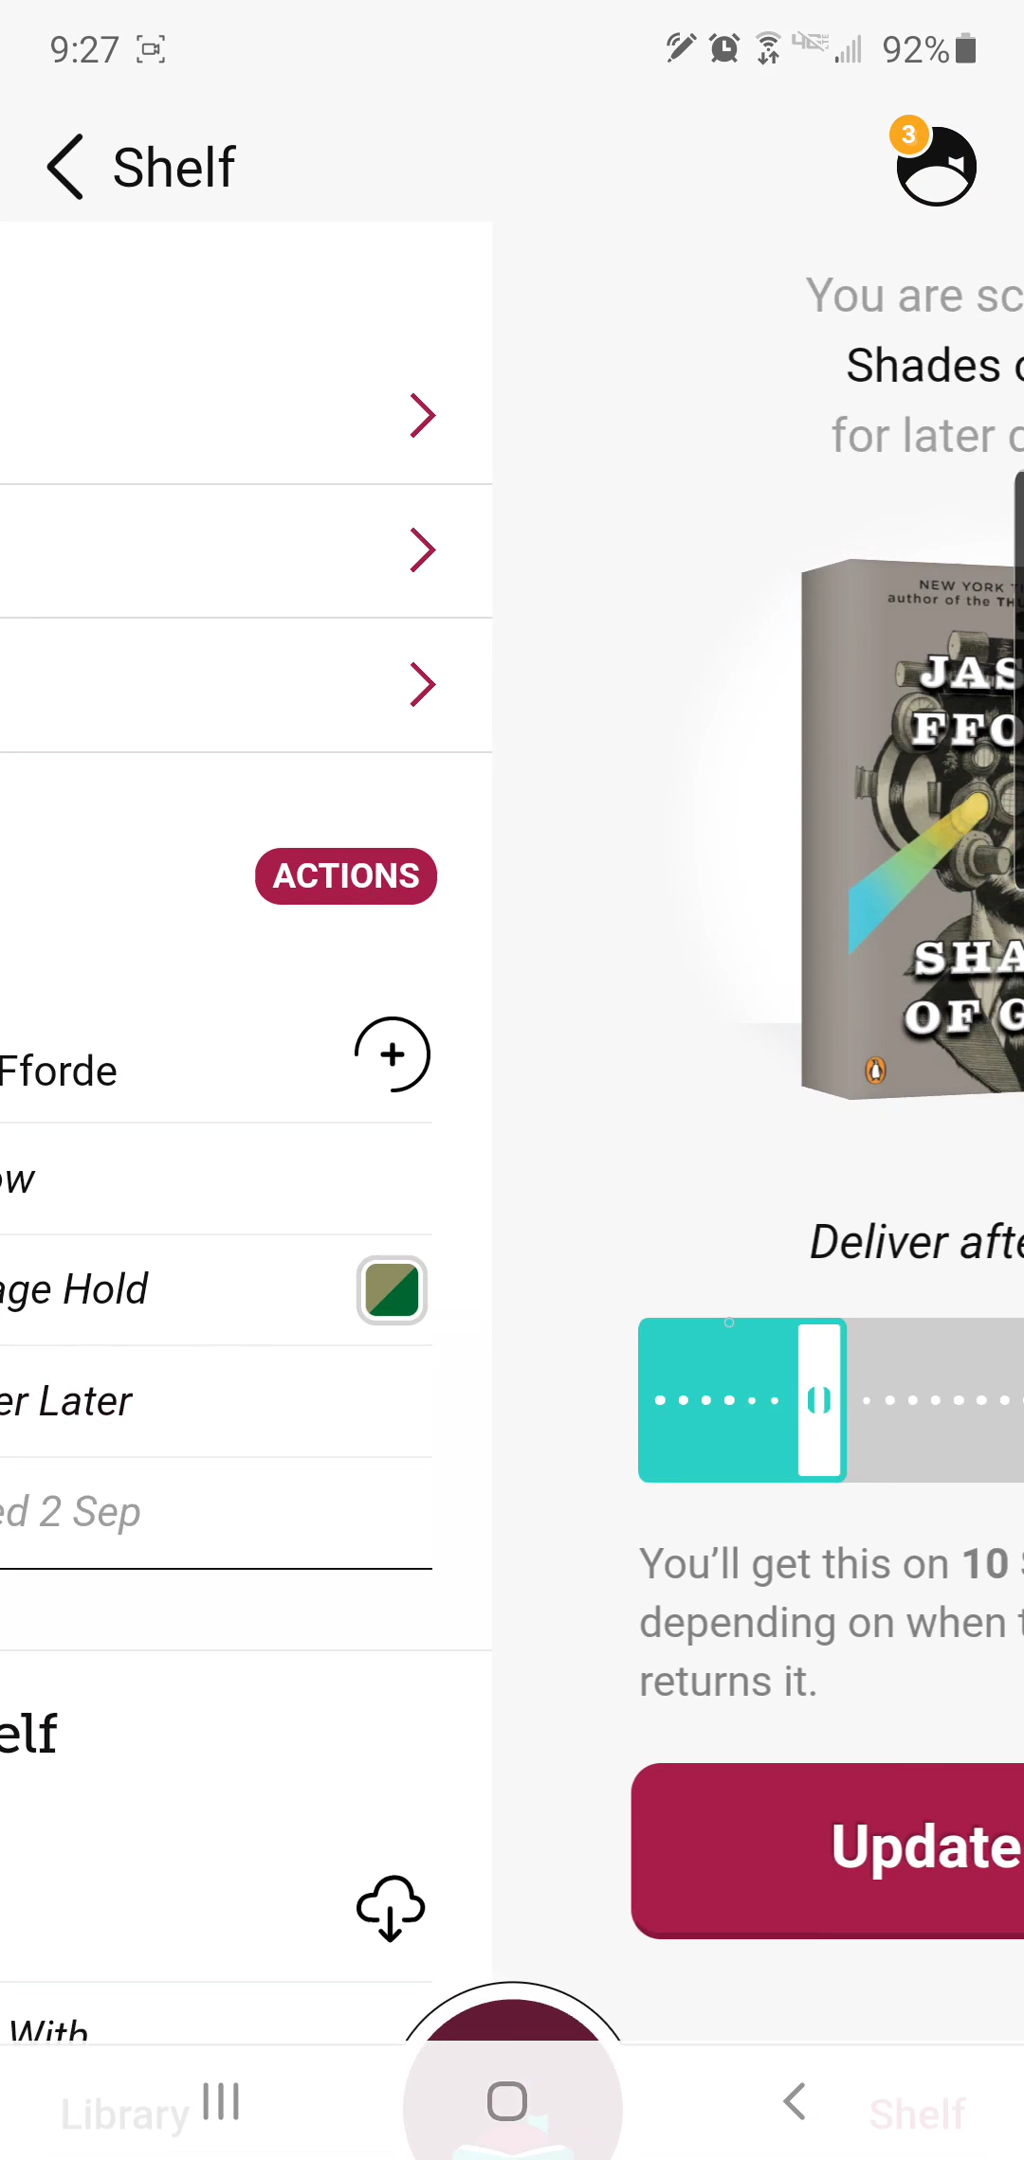 9:27
92%
Shelf
3
You are sc
Shades o
for later d
NEW YORK
author of the TH
JAS
FFO
SHA
OF G
ACTIONS
Fforde
ow
age Hold
er Later
ed 2 Sep
Deliver afte
You'll get this on 10 S
depending on when t
returns it.
Update
elf
With
Library
Shelf